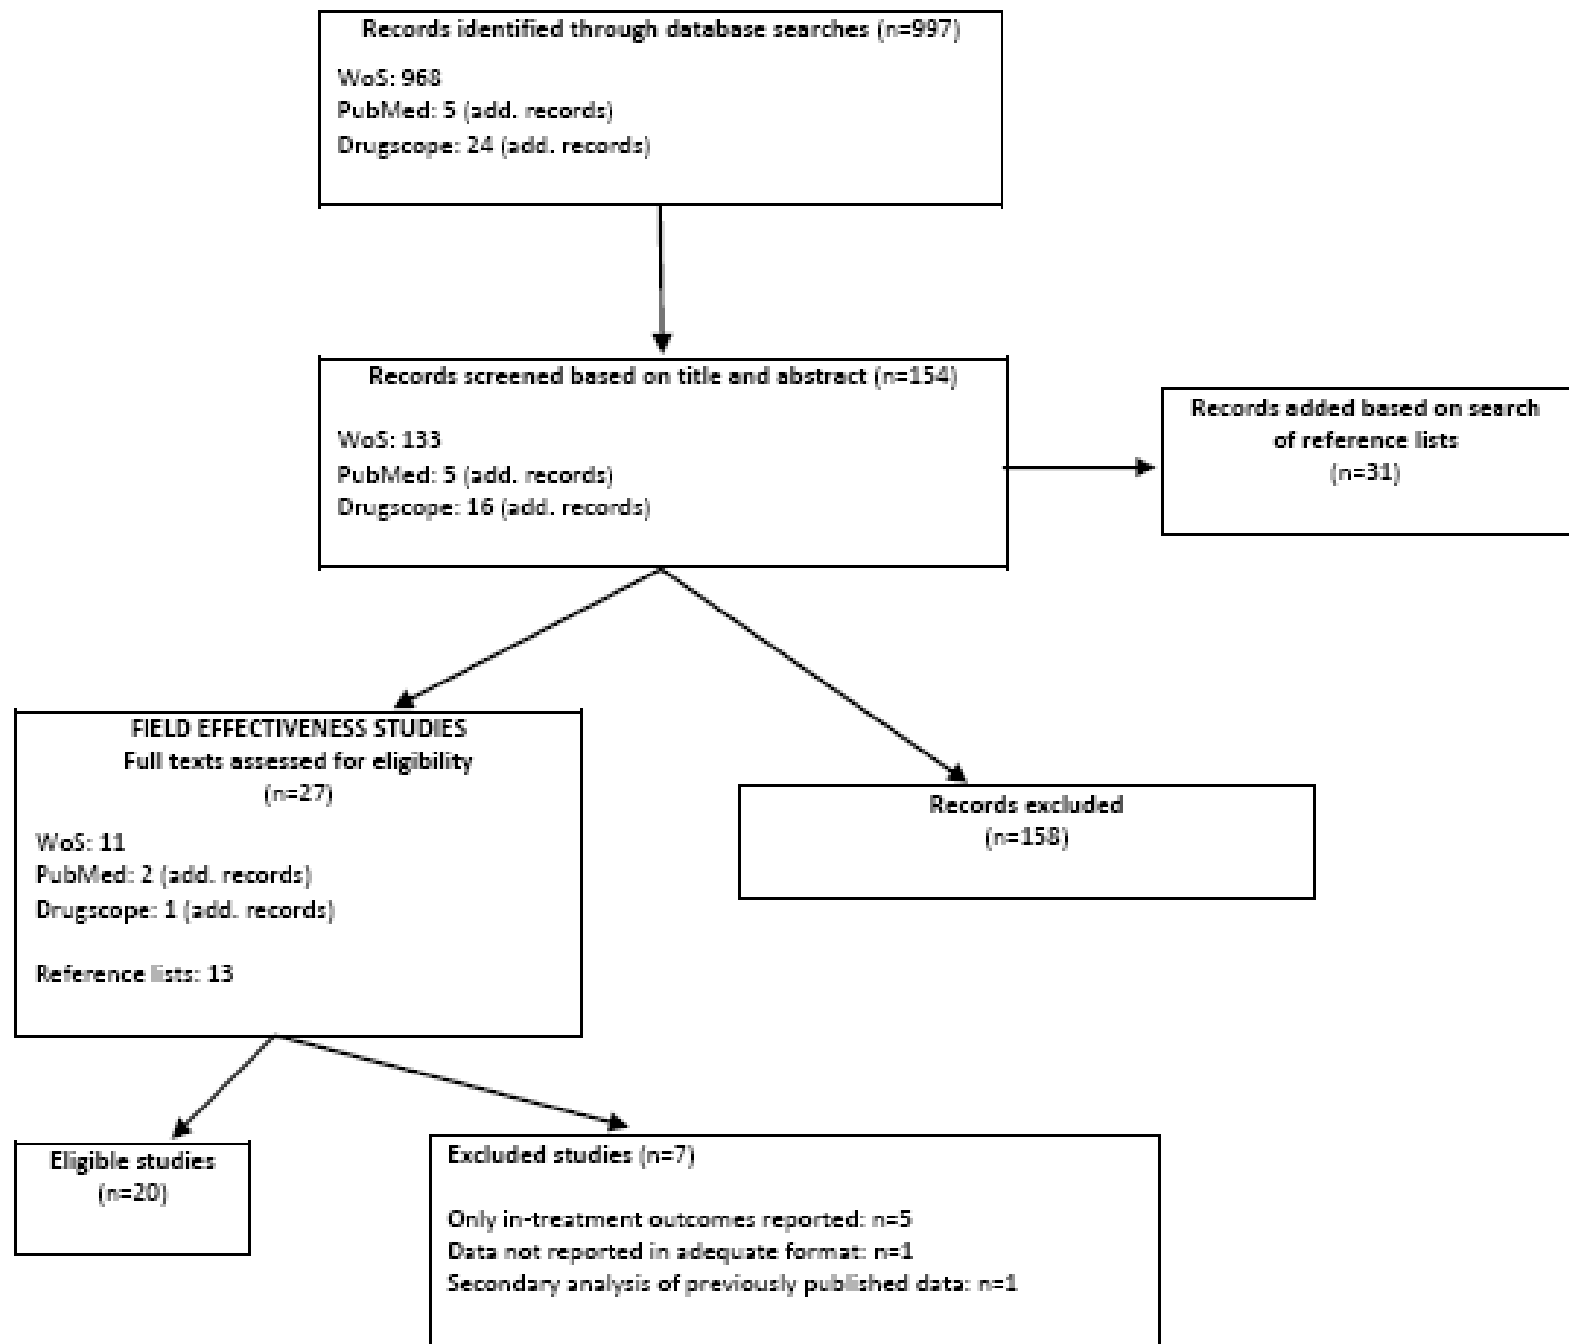 Records identified through database searches (n=997)
WoS: 968
PubMed: 5 (add. records)
Drugscope: 24 (add. records)
Records screened based on title and abstract (n=154)
WoS: 133
PubMed: 5 (add. records)
Drugscope: 16 (add. records)
Records added based on search
of reference lists
(n=31)
FIELD EFFECTIVENESS STUDIES
Full texts assessed for eligibility
(n=27)
WoS: 11
PubMed: 2 (add. records)
Drugscope: 1 (add. records)
Reference lists: 13
Records excluded
(n=158)
Eligible studies
(n=20)
Excluded studies (n=7)
Only in-treatment outcomes reported: n=5
Data not reported in adequate format: n=1
Secondary analysis of previously published data: n=1